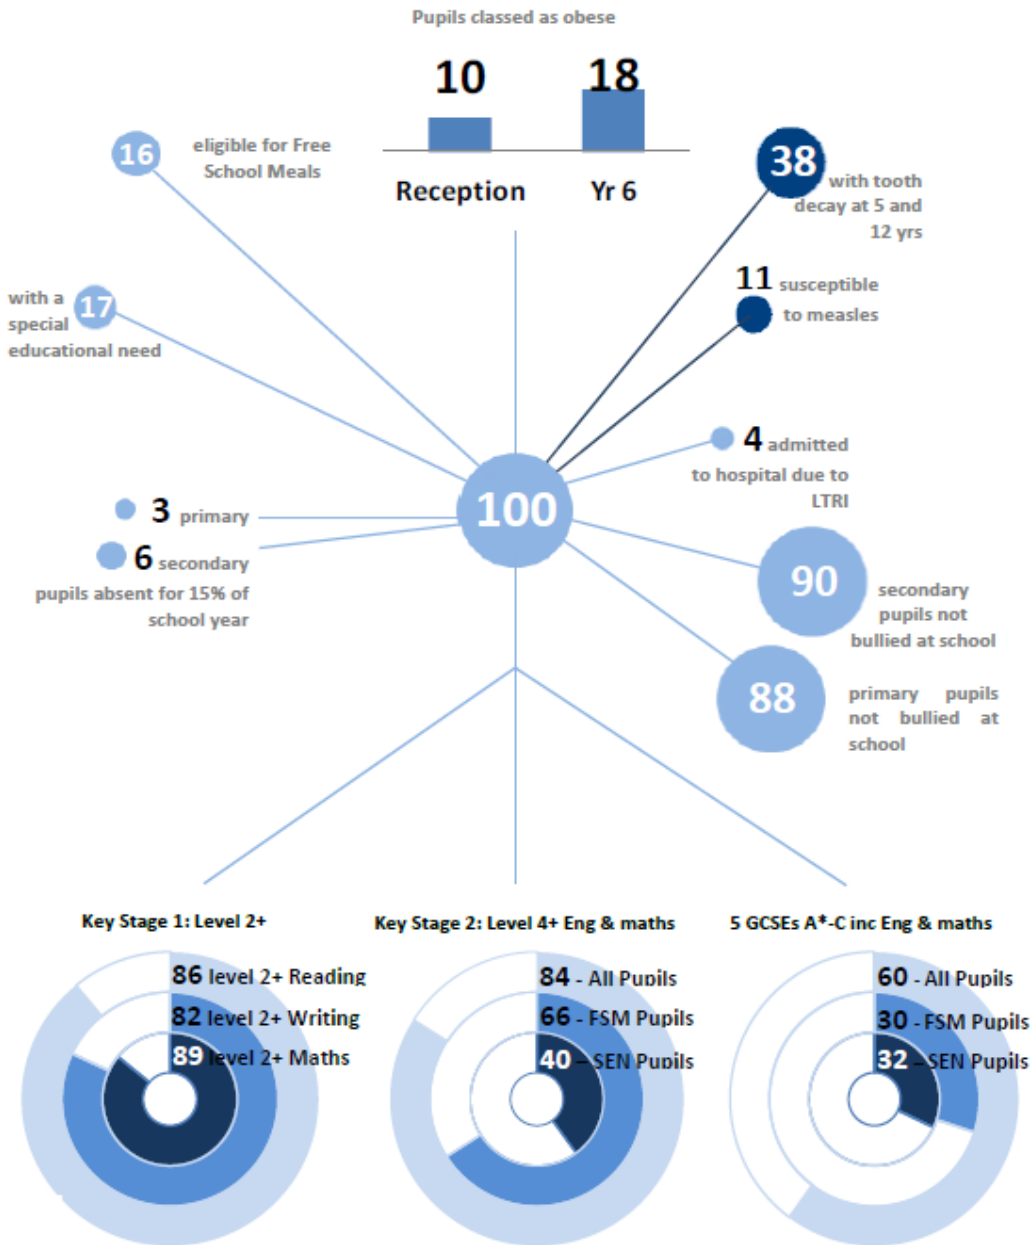 Pupils classed as obese
10
18
Reception
Yr 6
16
eligible for Free
School Meals
38
with tooth
decay at 5 and
12 yrs
with a
special
educational need
17
11 susceptible
to measles
4 admitted
to hospital due to
LTRI
100
3 primary
6 secondary
pupils absent for 15% of
school year
90
secondary
pupils not
bullied at school
88
primary pupils
not bullied at
school
Key Stage 1: Level 2+
86 level 2+ Reading
82 level 2+ Writing
89 level 2+ Maths
Key Stage 2: Level 4+ Eng & maths
84 - All Pupils
66 - FSM Pupils
40 – SEN Pupils
5 GCSEs A*-C inc Eng & maths
60 - All Pupils
30 - FSM Pupils
32 – SEN Pupils